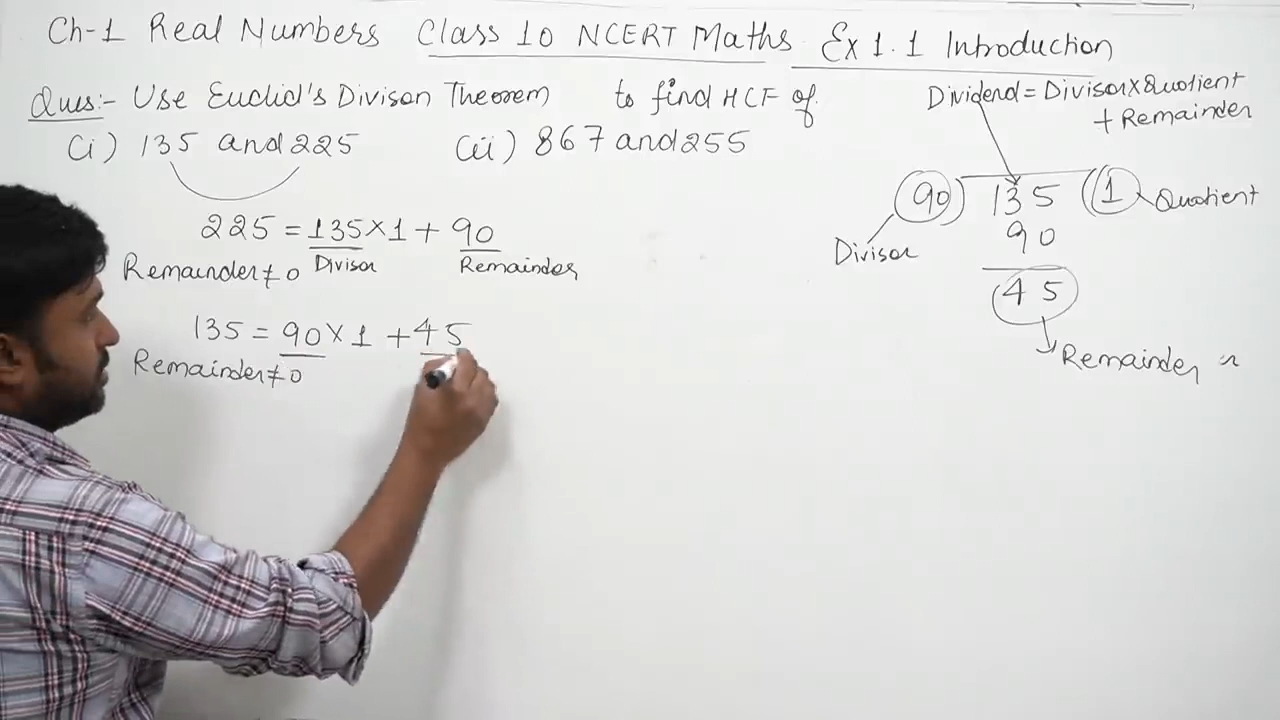 Ch-1 Real Numbers Class 10 NCERT Maths Ex 1.1 Introduction
Ques:- Use Euclid's Divison Theorem to find HCF of
(i) 135 and 225 (iii) 867 and 255
225 = 135 × 1 + 90
Remainder ≠ 0 Divisor Remainder
135 = 90 × 1 + 45
Remainder ≠ 0
Dividend = Divisor × Quotient
+ Remainder
90) 135 (1 Quotient
Divisor 90
45
Remainder